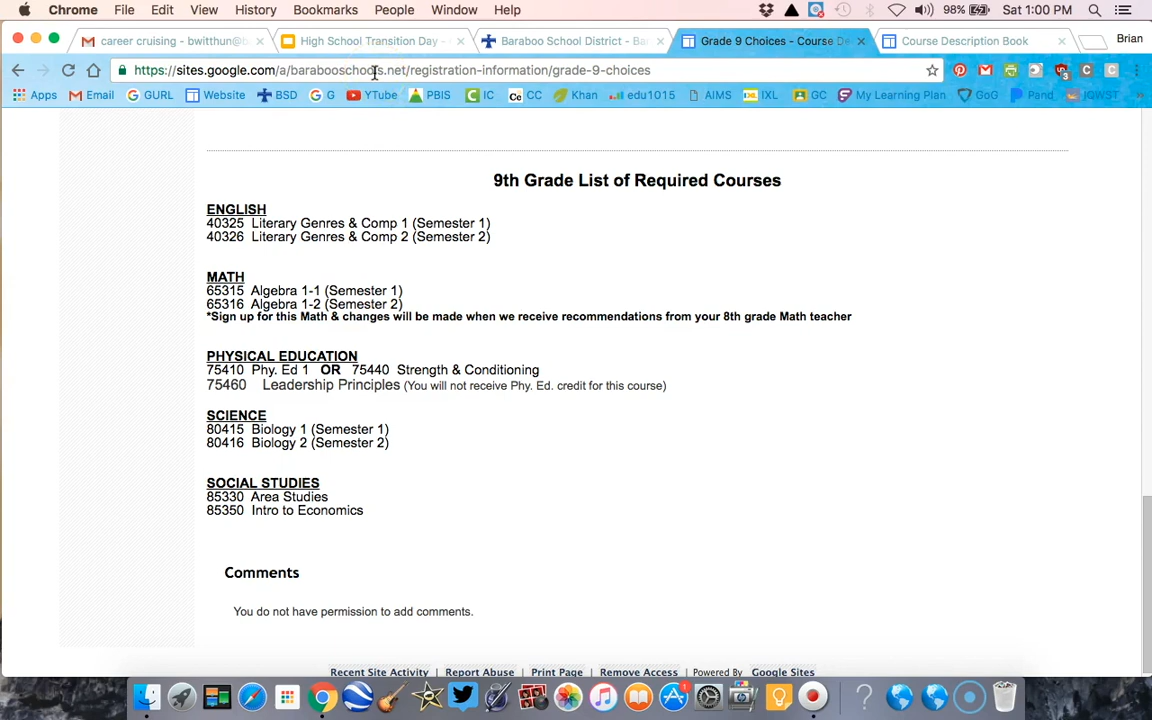 Chrome File Edit View History Bookmarks People Window Help 98% Sat 1:00 PM
career cruising - bwitthun@b High School Transition Day - Baraboo School District - Bar Grade 9 Choices - Course De Course Description Book Brian
https://sites.google.com/a/barabooschools.net/registration-information/grade-9-choices
Apps Email GURL Website BSD G YTube PBIS IC CC Khan edu1015 AIMS IXL GC My Learning Plan GoG Pand JQWST »
9th Grade List of Required Courses
ENGLISH
40325 Literary Genres & Comp 1 (Semester 1)
40326 Literary Genres & Comp 2 (Semester 2)
MATH
65315 Algebra 1-1 (Semester 1)
65316 Algebra 1-2 (Semester 2)
*Sign up for this Math & changes will be made when we receive recommendations from your 8th grade Math teacher
PHYSICAL EDUCATION
75410 Phy. Ed 1 OR 75440 Strength & Conditioning
75460 Leadership Principles (You will not receive Phy. Ed. credit for this course)
SCIENCE
80415 Biology 1 (Semester 1)
80416 Biology 2 (Semester 2)
SOCIAL STUDIES
85330 Area Studies
85350 Intro to Economics
Comments
You do not have permission to add comments.
Recent Site Activity | Report Abuse | Print Page | Remove Access | Powered By Google Sites